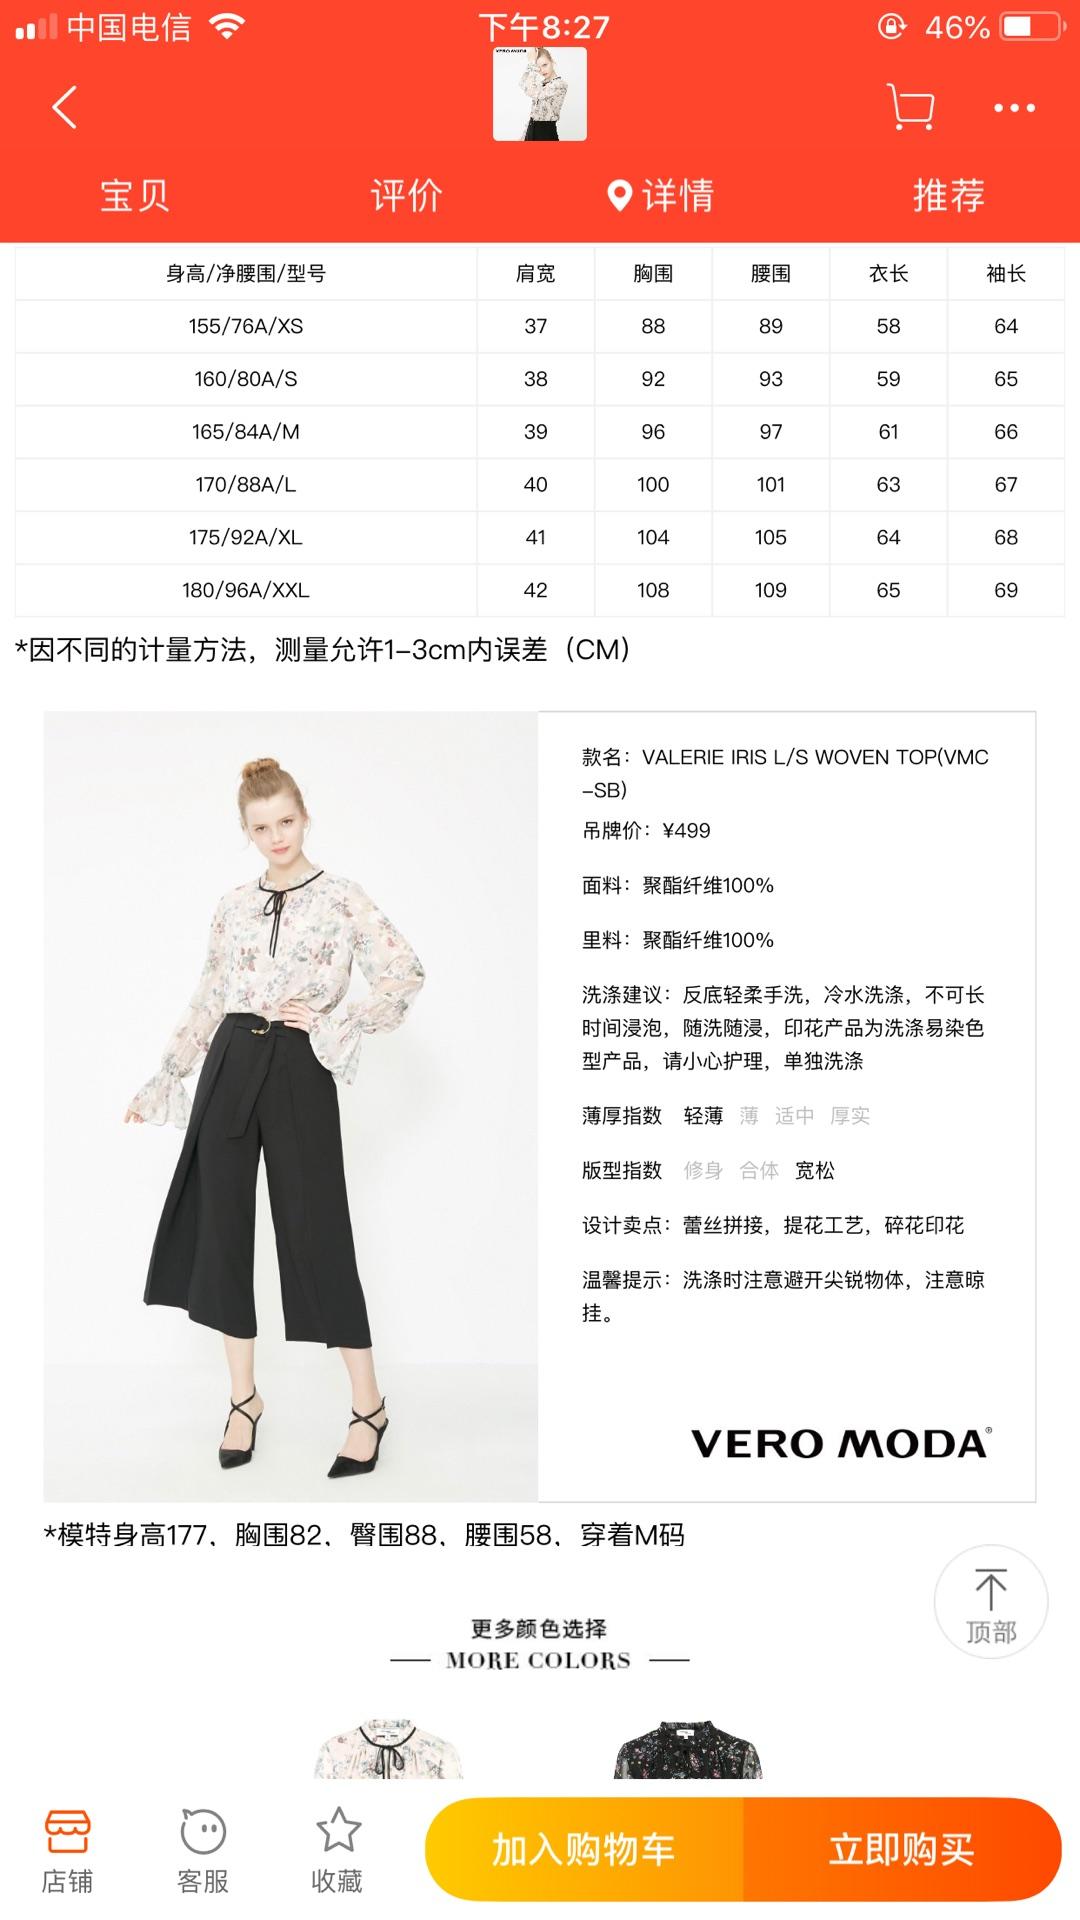 中国电信 下午8:27 46%
VERO MODA
宝贝 评价 详情 推荐
身高/净腰围/型号 肩宽 胸围 腰围 衣长 袖长
155/76A/XS 37 88 89 58 64
160/80A/S 38 92 93 59 65
165/84A/M 39 96 97 61 66
170/88A/L 40 100 101 63 67
175/92A/XL 41 104 105 64 68
180/96A/XXL 42 108 109 65 69
*因不同的计量方法，测量允许1-3cm内误差（CM）
款名：VALERIE IRIS L/S WOVEN TOP(VMC
-SB)
吊牌价：¥499
面料：聚酯纤维100%
里料：聚酯纤维100%
洗涤建议：反底轻柔手洗，冷水洗涤，不可长
时间浸泡，随洗随浸，印花产品为洗涤易染色
型产品，请小心护理，单独洗涤
薄厚指数 轻薄 薄 适中 厚实
版型指数 修身 合体 宽松
设计卖点：蕾丝拼接，提花工艺，碎花印花
温馨提示：洗涤时注意避开尖锐物体，注意晾
挂。
VERO MODA®
*模特身高177，胸围82，臀围88，腰围58，穿着M码
顶部
更多颜色选择
MORE COLORS
店铺 客服 收藏 加入购物车 立即购买